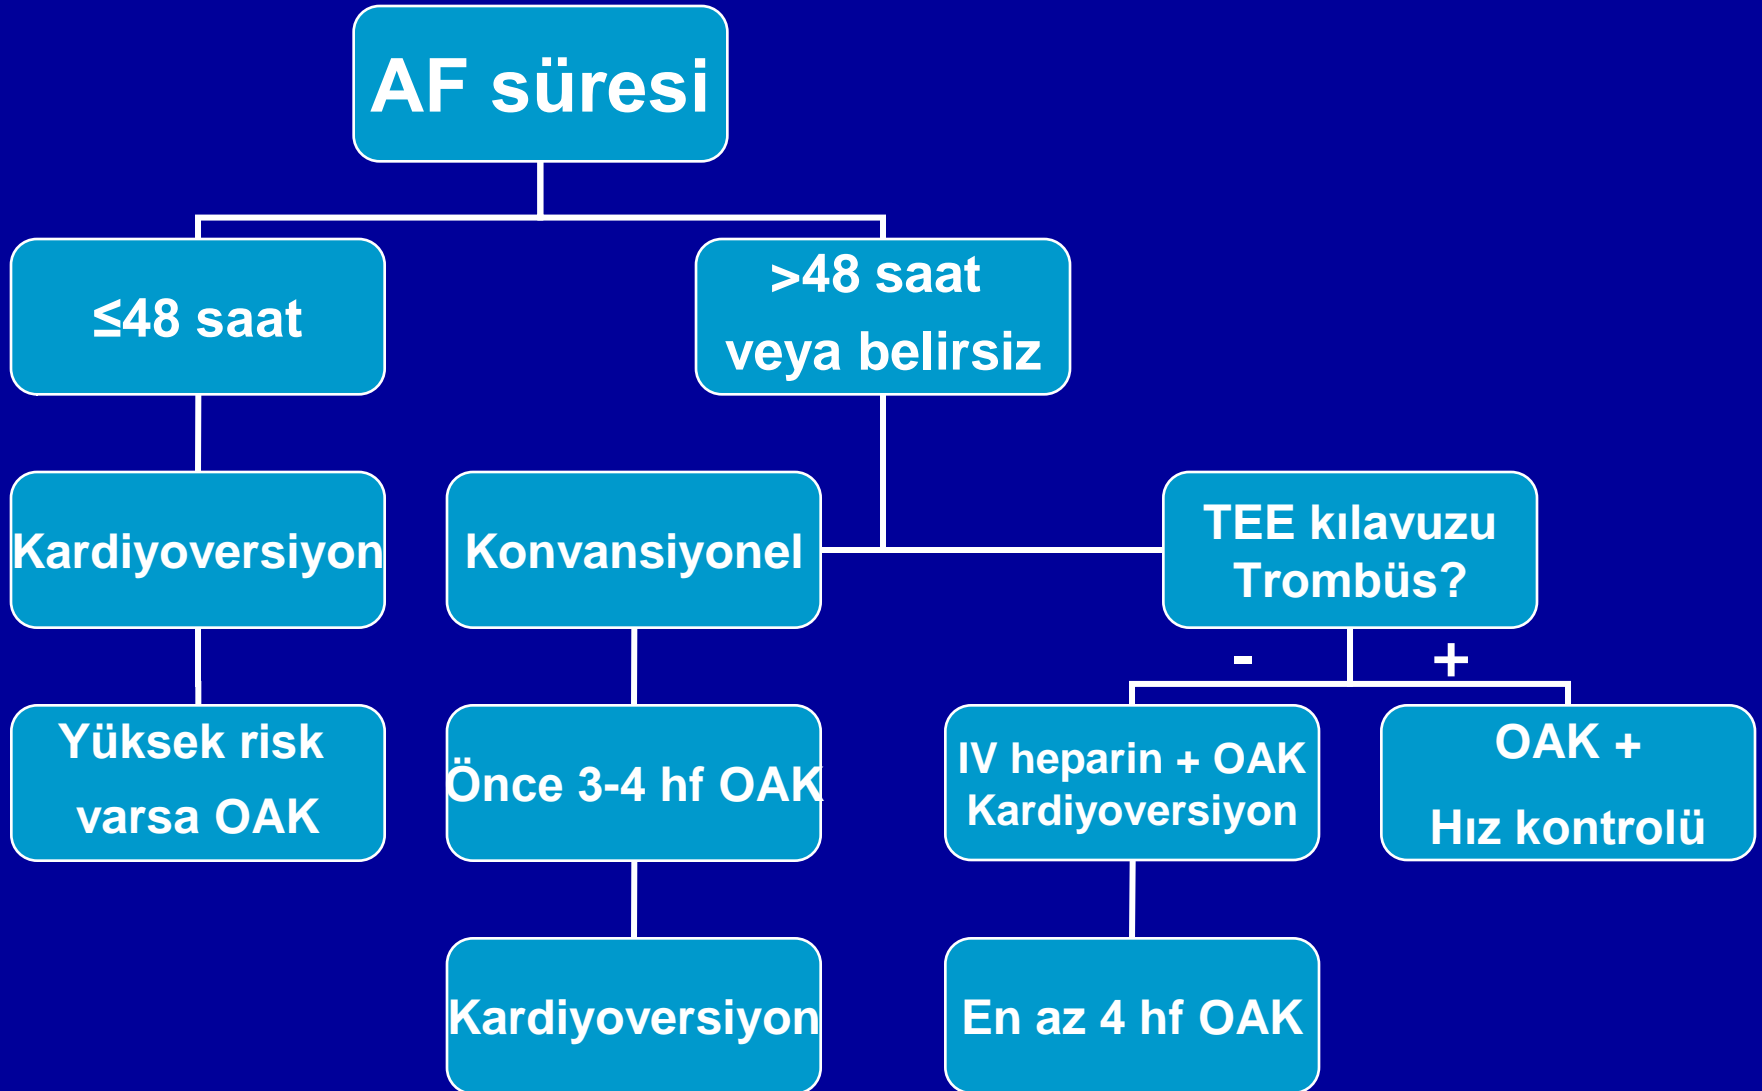 AF süresi
≤48 saat
>48 saat
veya belirsiz
Kardiyoversiyon
Konvansiyonel
TEE kılavuzu
Trombüs?
-
+
Yüksek risk
varsa OAK
Önce 3-4 hf OAK
IV heparin + OAK
Kardiyoversiyon
OAK +
Hız kontrolü
Kardiyoversiyon
En az 4 hf OAK